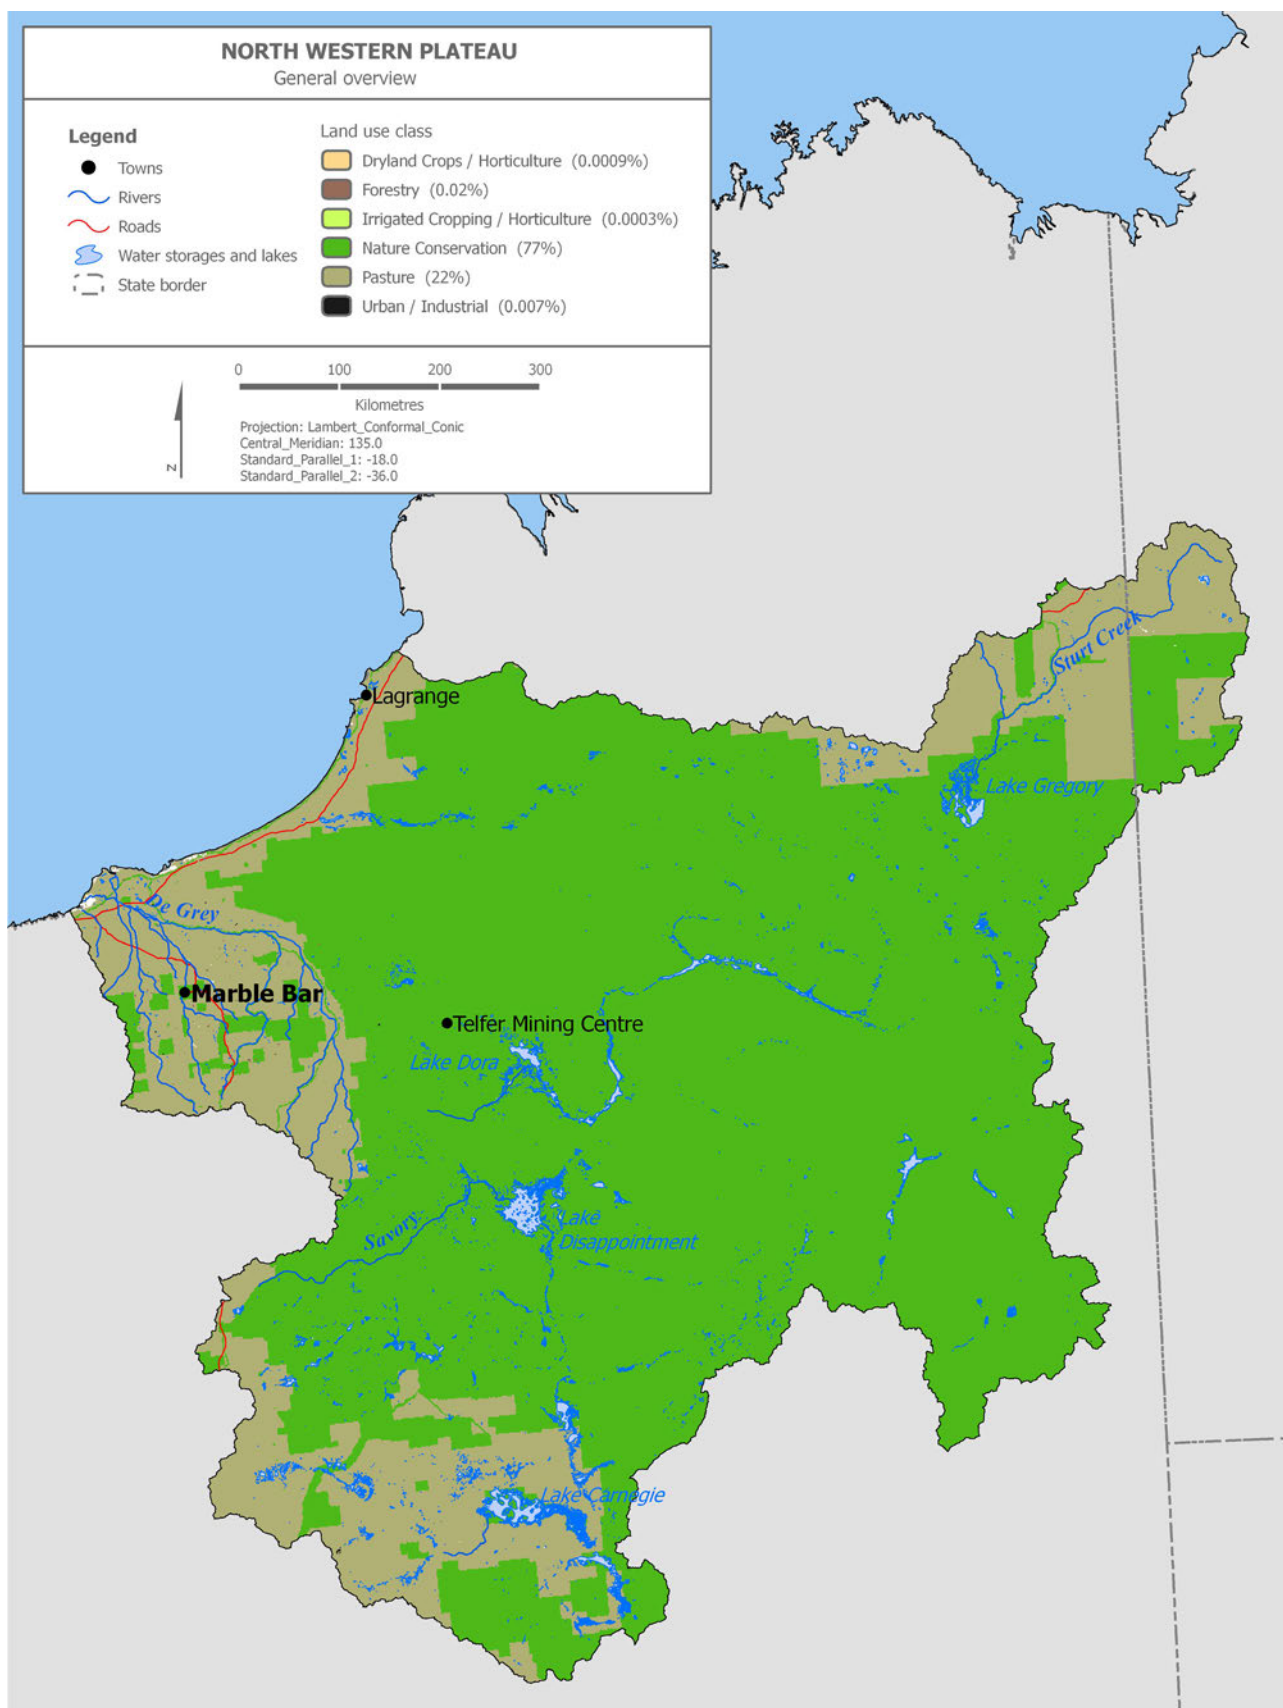 NORTH WESTERN PLATEAU
General overview
Legend
Towns
Rivers
Roads
Water storages and lakes
State border
Land use class
Dryland Crops / Horticulture (0.0009%)
Forestry (0.02%)
Irrigated Cropping / Horticulture (0.0003%)
Nature Conservation (77%)
Pasture (22%)
Urban / Industrial (0.007%)
0 100 200 300
Kilometres
Projection: Lambert_Conformal_Conic
Central_Meridian: 135.0
Standard_Parallel_1: -18.0
Standard_Parallel_2: -36.0
N
Sturt Creek
Lagrange
Lake Gregory
De Grey
Marble Bar
Telfer Mining Centre
Lake Dora
Savory
Lake
Disappointment
Lake Carnegie